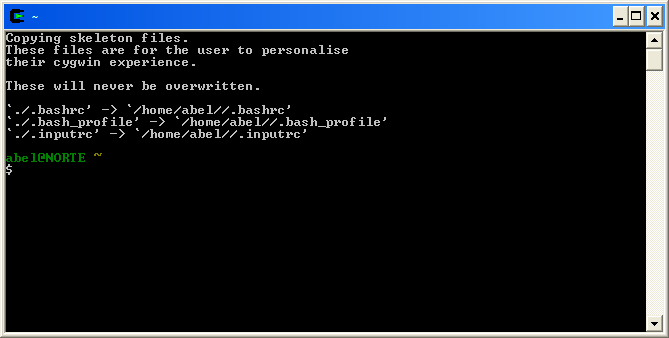 ~
Copying skeleton files.
These files are for the user to personalise
their cygwin experience.
These will never be overwritten.
`./.bashrc' -> `/home/abel//.bashrc'
`./.bash_profile' -> `/home/abel//.bash_profile'
`./.inputrc' -> `/home/abel//.inputrc'
abel@NORTE ~
$